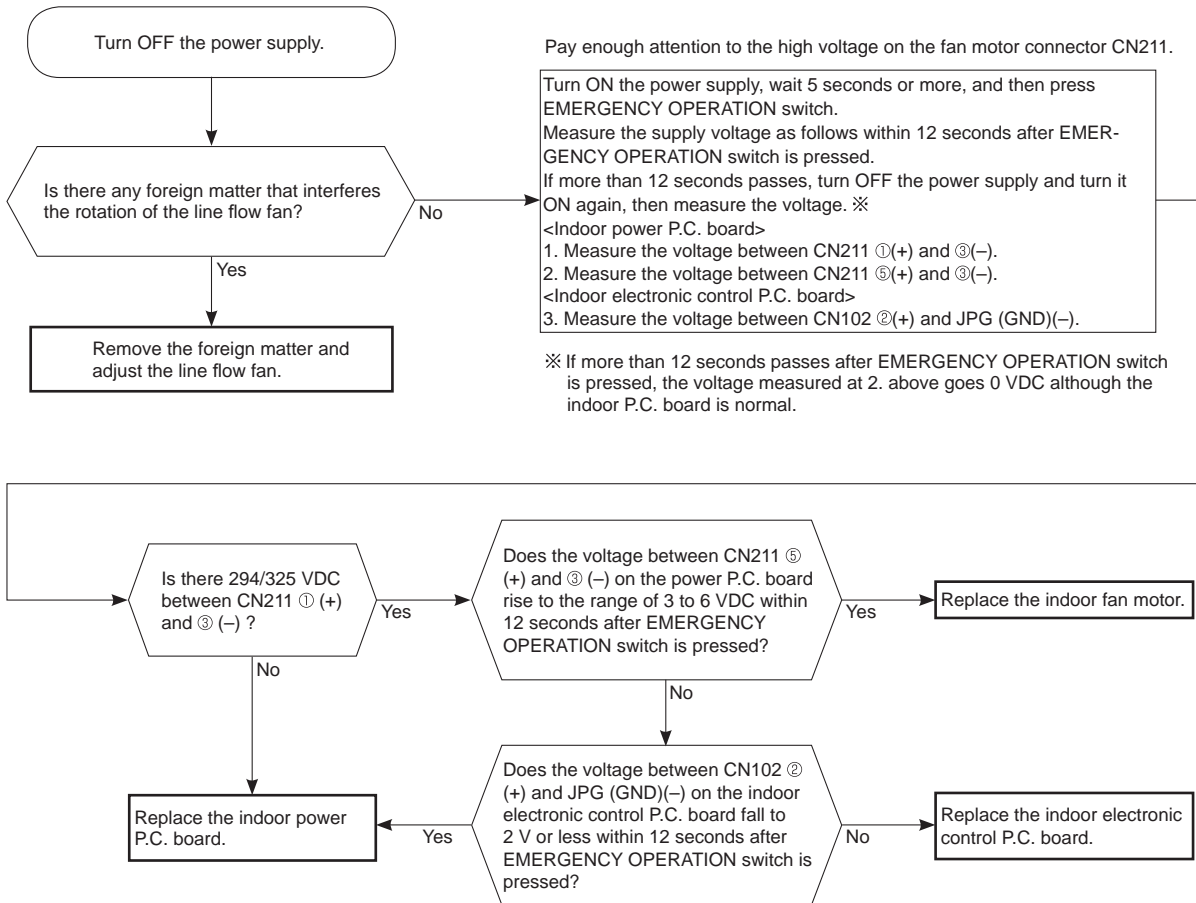 Turn OFF the power supply.
Is there any foreign matter that interferes
the rotation of the line flow fan?
No
Yes
Remove the foreign matter and
adjust the line flow fan.
Pay enough attention to the high voltage on the fan motor connector CN211.
Turn ON the power supply, wait 5 seconds or more, and then press
EMERGENCY OPERATION switch.
Measure the supply voltage as follows within 12 seconds after EMER-
GENCY OPERATION switch is pressed.
If more than 12 seconds passes, turn OFF the power supply and turn it
ON again, then measure the voltage. ※
<Indoor power P.C. board>
1. Measure the voltage between CN211 ①(+) and ③(–).
2. Measure the voltage between CN211 ⑤(+) and ③(–).
<Indoor electronic control P.C. board>
3. Measure the voltage between CN102 ②(+) and JPG (GND)(–).
※ If more than 12 seconds passes after EMERGENCY OPERATION switch
is pressed, the voltage measured at 2. above goes 0 VDC although the
indoor P.C. board is normal.
Is there 294/325 VDC
between CN211 ① (+)
and ③ (–) ?
Yes
No
Does the voltage between CN211 ⑤
(+) and ③ (–) on the power P.C. board
rise to the range of 3 to 6 VDC within
12 seconds after EMERGENCY
OPERATION switch is pressed?
Yes
Replace the indoor fan motor.
No
Replace the indoor power
P.C. board.
Yes
Does the voltage between CN102 ②
(+) and JPG (GND)(–) on the indoor
electronic control P.C. board fall to
2 V or less within 12 seconds after
EMERGENCY OPERATION switch is
pressed?
No
Replace the indoor electronic
control P.C. board.